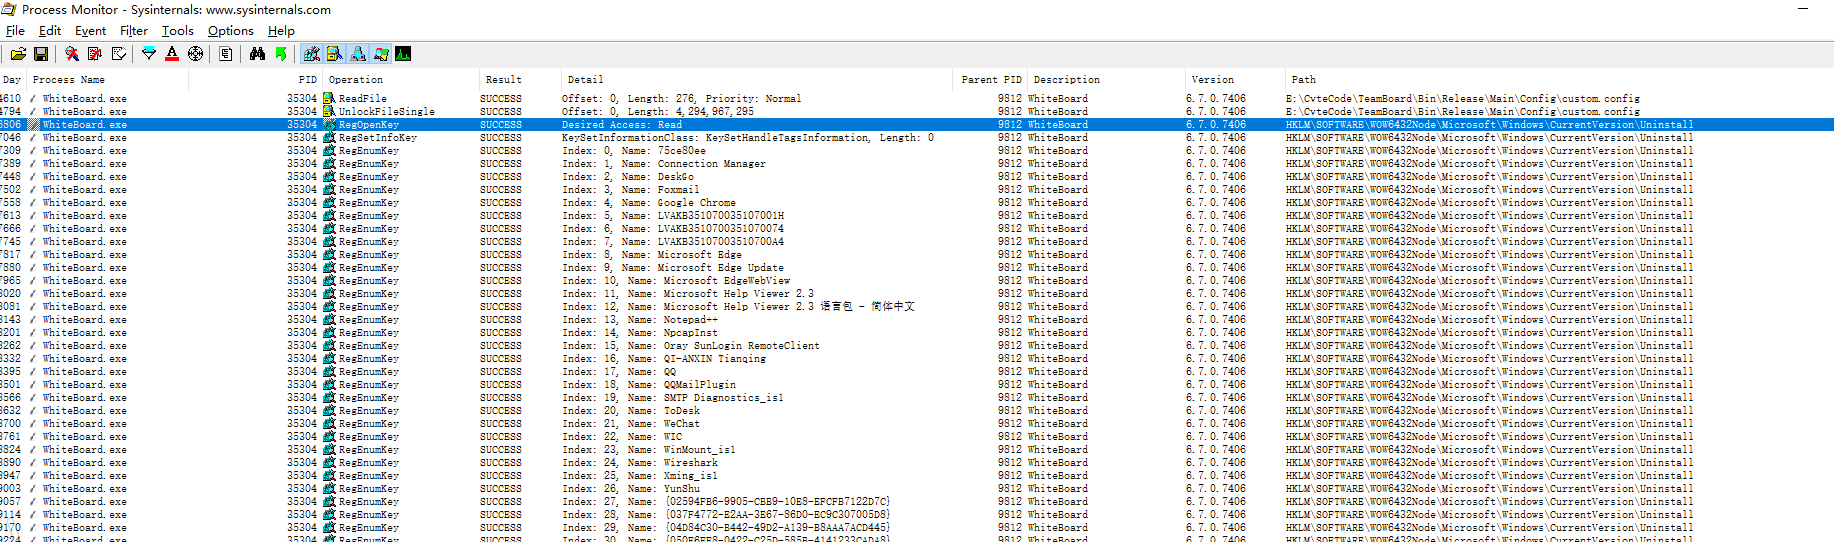 Process Monitor - Sysinternals: www.sysinternals.com
File Edit Event Filter Tools Options Help
Day Process Name PID Operation Result Detail Parent PID Description Version Path
4610 WhiteBoard.exe 35304 ReadFile SUCCESS Offset: 0, Length: 276, Priority: Normal 9812 WhiteBoard 6.7.0.7406 E:\CvteCode\TeamBoard\Bin\Release\Main\Config\custom.config
4794 WhiteBoard.exe 35304 UnlockFileSingle SUCCESS Offset: 0, Length: 4,294,967,295 9812 WhiteBoard 6.7.0.7406 E:\CvteCode\TeamBoard\Bin\Release\Main\Config\custom.config
6806 WhiteBoard.exe 35304 RegOpenKey SUCCESS Desired Access: Read 9812 WhiteBoard 6.7.0.7406 HKLM\SOFTWARE\WOW6432Node\Microsoft\Windows\CurrentVersion\Uninstall
7046 WhiteBoard.exe 35304 RegSetInfoKey SUCCESS KeySetInformationClass: KeySetHandleTagsInformation, Length: 0 9812 WhiteBoard 6.7.0.7406 HKLM\SOFTWARE\WOW6432Node\Microsoft\Windows\CurrentVersion\Uninstall
7309 WhiteBoard.exe 35304 RegEnumKey SUCCESS Index: 0, Name: 75ce80ee 9812 WhiteBoard 6.7.0.7406 HKLM\SOFTWARE\WOW6432Node\Microsoft\Windows\CurrentVersion\Uninstall
7389 WhiteBoard.exe 35304 RegEnumKey SUCCESS Index: 1, Name: Connection Manager 9812 WhiteBoard 6.7.0.7406 HKLM\SOFTWARE\WOW6432Node\Microsoft\Windows\CurrentVersion\Uninstall
7448 WhiteBoard.exe 35304 RegEnumKey SUCCESS Index: 2, Name: DeskGo 9812 WhiteBoard 6.7.0.7406 HKLM\SOFTWARE\WOW6432Node\Microsoft\Windows\CurrentVersion\Uninstall
7502 WhiteBoard.exe 35304 RegEnumKey SUCCESS Index: 3, Name: Foxmail 9812 WhiteBoard 6.7.0.7406 HKLM\SOFTWARE\WOW6432Node\Microsoft\Windows\CurrentVersion\Uninstall
7558 WhiteBoard.exe 35304 RegEnumKey SUCCESS Index: 4, Name: Google Chrome 9812 WhiteBoard 6.7.0.7406 HKLM\SOFTWARE\WOW6432Node\Microsoft\Windows\CurrentVersion\Uninstall
7613 WhiteBoard.exe 35304 RegEnumKey SUCCESS Index: 5, Name: LVAKB351070035107001H 9812 WhiteBoard 6.7.0.7406 HKLM\SOFTWARE\WOW6432Node\Microsoft\Windows\CurrentVersion\Uninstall
7666 WhiteBoard.exe 35304 RegEnumKey SUCCESS Index: 6, Name: LVAKB351070035107​0074 9812 WhiteBoard 6.7.0.7406 HKLM\SOFTWARE\WOW6432Node\Microsoft\Windows\CurrentVersion\Uninstall
7745 WhiteBoard.exe 35304 RegEnumKey SUCCESS Index: 7, Name: LVAKB35107003510700A4 9812 WhiteBoard 6.7.0.7406 HKLM\SOFTWARE\WOW6432Node\Microsoft\Windows\CurrentVersion\Uninstall
7817 WhiteBoard.exe 35304 RegEnumKey SUCCESS Index: 8, Name: Microsoft Edge 9812 WhiteBoard 6.7.0.7406 HKLM\SOFTWARE\WOW6432Node\Microsoft\Windows\CurrentVersion\Uninstall
7880 WhiteBoard.exe 35304 RegEnumKey SUCCESS Index: 9, Name: Microsoft Edge Update 9812 WhiteBoard 6.7.0.7406 HKLM\SOFTWARE\WOW6432Node\Microsoft\Windows\CurrentVersion\Uninstall
7965 WhiteBoard.exe 35304 RegEnumKey SUCCESS Index: 10, Name: Microsoft EdgeWebView 9812 WhiteBoard 6.7.0.7406 HKLM\SOFTWARE\WOW6432Node\Microsoft\Windows\CurrentVersion\Uninstall
8020 WhiteBoard.exe 35304 RegEnumKey SUCCESS Index: 11, Name: Microsoft Help Viewer 2.3 9812 WhiteBoard 6.7.0.7406 HKLM\SOFTWARE\WOW6432Node\Microsoft\Windows\CurrentVersion\Uninstall
8081 WhiteBoard.exe 35304 RegEnumKey SUCCESS Index: 12, Name: Microsoft Help Viewer 2.3 语言包 - 简体中文 9812 WhiteBoard 6.7.0.7406 HKLM\SOFTWARE\WOW6432Node\Microsoft\Windows\CurrentVersion\Uninstall
8143 WhiteBoard.exe 35304 RegEnumKey SUCCESS Index: 13, Name: Notepad++ 9812 WhiteBoard 6.7.0.7406 HKLM\SOFTWARE\WOW6432Node\Microsoft\Windows\CurrentVersion\Uninstall
8201 WhiteBoard.exe 35304 RegEnumKey SUCCESS Index: 14, Name: NpcapInst 9812 WhiteBoard 6.7.0.7406 HKLM\SOFTWARE\WOW6432Node\Microsoft\Windows\CurrentVersion\Uninstall
8262 WhiteBoard.exe 35304 RegEnumKey SUCCESS Index: 15, Name: Oray SunLogin RemoteClient 9812 WhiteBoard 6.7.0.7406 HKLM\SOFTWARE\WOW6432Node\Microsoft\Windows\CurrentVersion\Uninstall
8332 WhiteBoard.exe 35304 RegEnumKey SUCCESS Index: 16, Name: QI-ANXIN Tianqing 9812 WhiteBoard 6.7.0.7406 HKLM\SOFTWARE\WOW6432Node\Microsoft\Windows\CurrentVersion\Uninstall
8395 WhiteBoard.exe 35304 RegEnumKey SUCCESS Index: 17, Name: QQ 9812 WhiteBoard 6.7.0.7406 HKLM\SOFTWARE\WOW6432Node\Microsoft\Windows\CurrentVersion\Uninstall
8501 WhiteBoard.exe 35304 RegEnumKey SUCCESS Index: 18, Name: QQMailPlugin 9812 WhiteBoard 6.7.0.7406 HKLM\SOFTWARE\WOW6432Node\Microsoft\Windows\CurrentVersion\Uninstall
8566 WhiteBoard.exe 35304 RegEnumKey SUCCESS Index: 19, Name: SMTP Diagnostics_is1 9812 WhiteBoard 6.7.0.7406 HKLM\SOFTWARE\WOW6432Node\Microsoft\Windows\CurrentVersion\Uninstall
8632 WhiteBoard.exe 35304 RegEnumKey SUCCESS Index: 20, Name: ToDesk 9812 WhiteBoard 6.7.0.7406 HKLM\SOFTWARE\WOW6432Node\Microsoft\Windows\CurrentVersion\Uninstall
8700 WhiteBoard.exe 35304 RegEnumKey SUCCESS Index: 21, Name: WeChat 9812 WhiteBoard 6.7.0.7406 HKLM\SOFTWARE\WOW6432Node\Microsoft\Windows\CurrentVersion\Uninstall
8761 WhiteBoard.exe 35304 RegEnumKey SUCCESS Index: 22, Name: WIC 9812 WhiteBoard 6.7.0.7406 HKLM\SOFTWARE\WOW6432Node\Microsoft\Windows\CurrentVersion\Uninstall
8824 WhiteBoard.exe 35304 RegEnumKey SUCCESS Index: 23, Name: WinMount_is1 9812 WhiteBoard 6.7.0.7406 HKLM\SOFTWARE\WOW6432Node\Microsoft\Windows\CurrentVersion\Uninstall
8890 WhiteBoard.exe 35304 RegEnumKey SUCCESS Index: 24, Name: Wireshark 9812 WhiteBoard 6.7.0.7406 HKLM\SOFTWARE\WOW6432Node\Microsoft\Windows\CurrentVersion\Uninstall
8947 WhiteBoard.exe 35304 RegEnumKey SUCCESS Index: 25, Name: Xming_is1 9812 WhiteBoard 6.7.0.7406 HKLM\SOFTWARE\WOW6432Node\Microsoft\Windows\CurrentVersion\Uninstall
9003 WhiteBoard.exe 35304 RegEnumKey SUCCESS Index: 26, Name: YunShu 9812 WhiteBoard 6.7.0.7406 HKLM\SOFTWARE\WOW6432Node\Microsoft\Windows\CurrentVersion\Uninstall
9057 WhiteBoard.exe 35304 RegEnumKey SUCCESS Index: 27, Name: {02594FB6-9905-CBB9-10E8-EFCFB7122D7C} 9812 WhiteBoard 6.7.0.7406 HKLM\SOFTWARE\WOW6432Node\Microsoft\Windows\CurrentVersion\Uninstall
9114 WhiteBoard.exe 35304 RegEnumKey SUCCESS Index: 28, Name: {037F4772-E2AA-3E67-86D0-EC9C307005D8} 9812 WhiteBoard 6.7.0.7406 HKLM\SOFTWARE\WOW6432Node\Microsoft\Windows\CurrentVersion\Uninstall
9170 WhiteBoard.exe 35304 RegEnumKey SUCCESS Index: 29, Name: {04D84C30-B442-49D2-A139-B8AAA7ACD445} 9812 WhiteBoard 6.7.0.7406 HKLM\SOFTWARE\WOW6432Node\Microsoft\Windows\CurrentVersion\Uninstall
9224 WhiteBoard.exe 35304 RegEnumKey SUCCESS Index: 30, Name: 9812 WhiteBoard 6.7.0.7406 HKLM\SOFTWARE\WOW6432Node\Microsoft\Windows\CurrentVersion\Uninstall